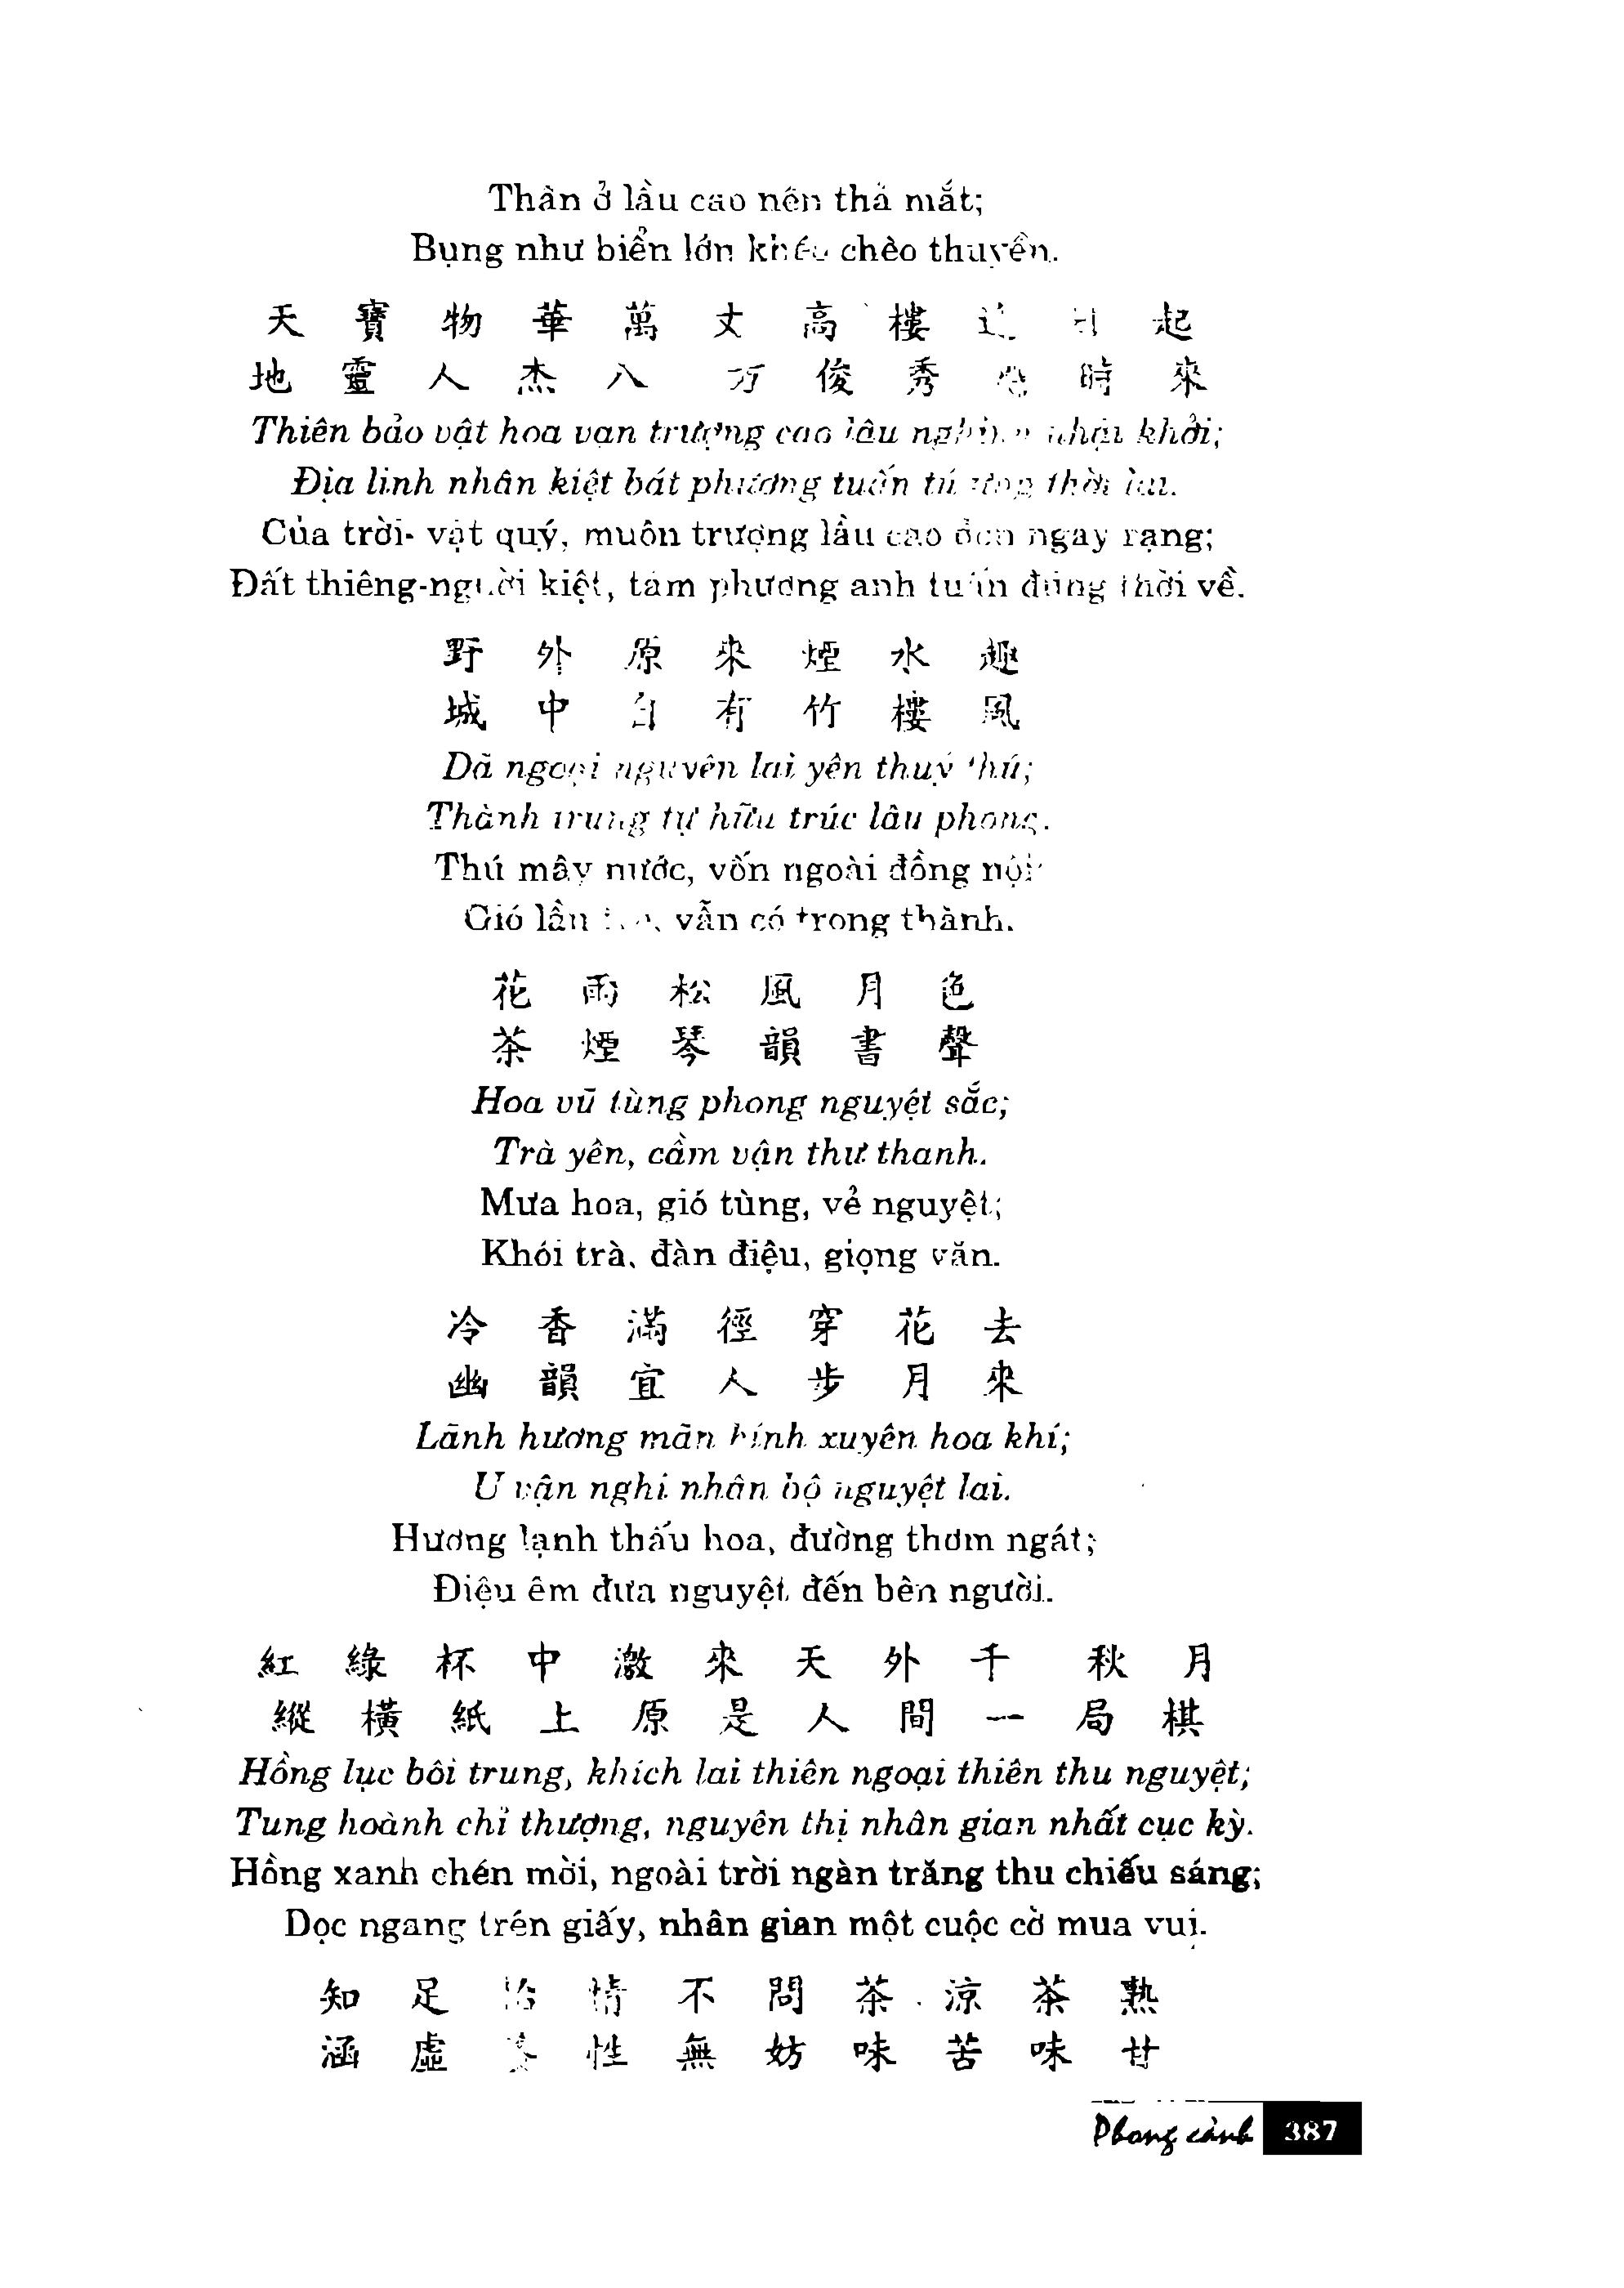 Thân ở lầu cao nên thả mắt;
Bụng như biển lớn khéo chèo thuyền.
天 寶 物 華 萬 丈 高 樓 日 起
地 靈 人 杰 八 方 俊 秀 應 時 來
Thiên bảo vật hoa vạn trượng cao lâu nghênh nhật khởi;
Địa linh nhân kiệt bát phương tuấn tú ứng thời lai.
Của trời- vật quý, muôn trượng lầu cao đón ngày rạng;
Đất thiêng-người kiệt, tám phương anh tuấn đúng thời về.
野 外 原 來 煙 水 趣
城 中 自 有 竹 樓 風
Dã ngoại nguyên lai yên thuỷ thú;
Thành trung tự hữu trúc lâu phong.
Thú mây nước, vốn ngoài đồng nội;
Gió lầu vẫn có trong thành.
花 雨 松 風 月 色
茶 煙 琴 韻 書 聲
Hoa vũ tùng phong nguyệt sắc;
Trà yên, cầm vận thư thanh.
Mưa hoa, gió tùng, vẻ nguyệt;
Khói trà, đàn điệu, giọng văn.
冷 香 滿 徑 穿 花 去
幽 韻 宜 人 步 月 來
Lãnh hương mãn kính xuyên hoa khí;
U vận nghi nhân bộ nguyệt lai.
Hương lạnh thấu hoa, đường thơm ngát;
Điệu êm đưa nguyệt đến bên người.
紅 綠 杯 中 激 來 天 外 千 秋 月
縱 橫 紙 上 原 是 人 間 一 局 棋
Hồng lục bôi trung, khích lai thiên ngoại thiên thu nguyệt;
Tung hoành chỉ thượng, nguyên thị nhân gian nhất cục kỳ.
Hồng xanh chén mời, ngoài trời ngàn trăng thu chiếu sáng;
Dọc ngang trên giấy, nhân gian một cuộc cờ mua vui.
知 足 怡 情 不 問 茶 涼 茶 熟
涵 虛 養 性 無 妨 味 苦 味 甘
Phong cảnh 387